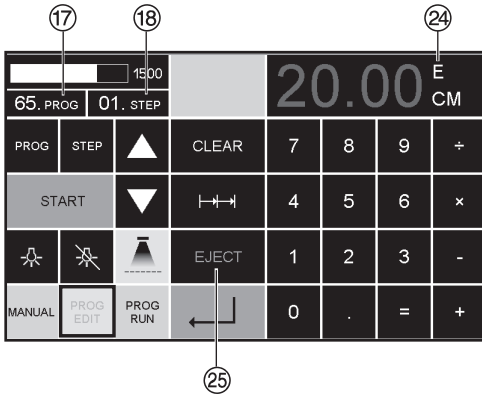 17 18 24
1500
65. PROG 01. STEP 20.00 E CM
PROG STEP CLEAR 7 8 9 ÷
START 4 5 6 ×
EJECT 1 2 3 -
MANUAL PROG EDIT PROG RUN 0 . = +
25